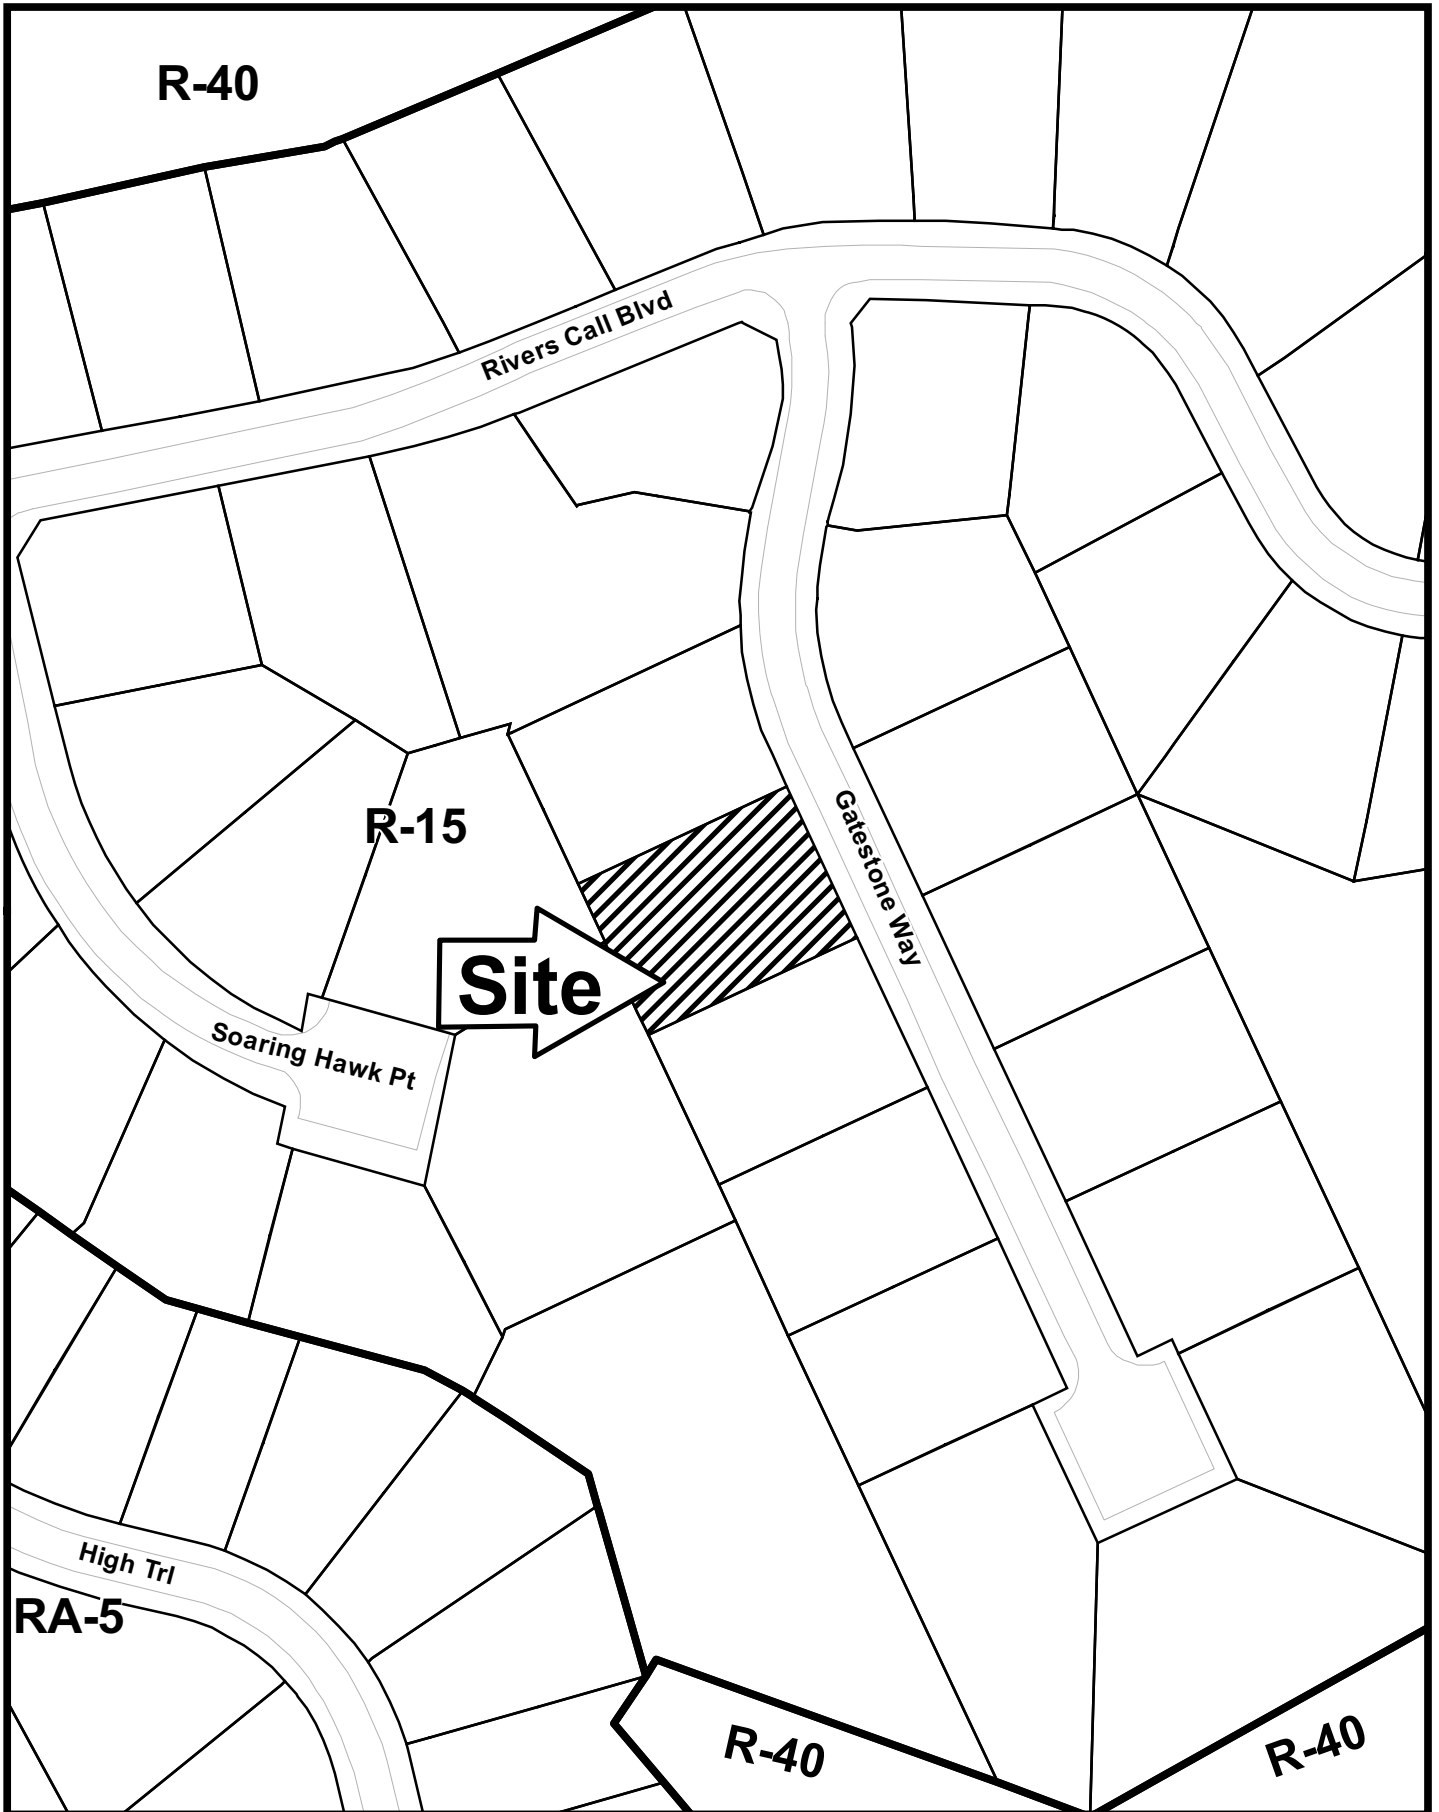 R-40
Rivers Call Blvd
R-15
Gatestone Way
Site
Soaring Hawk Pt
High Trl
RA-5
R-40
R-40